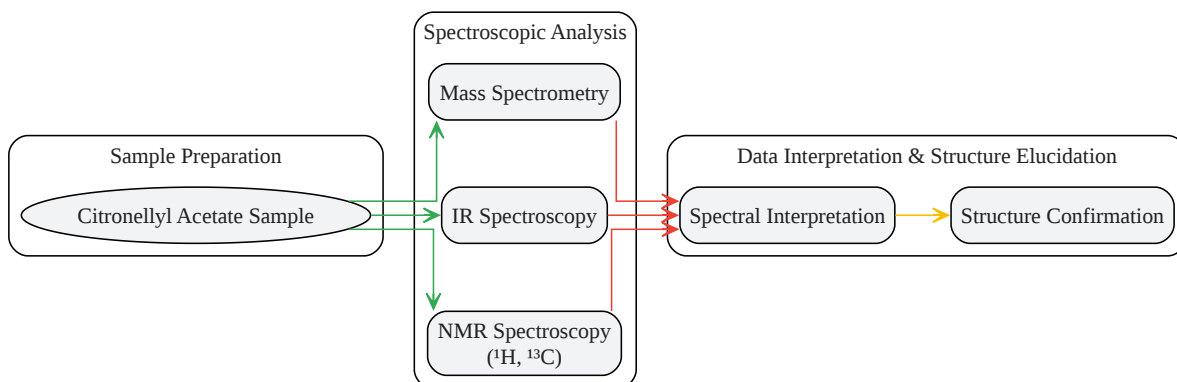 Spectroscopic Analysis
Mass Spectrometry
Sample Preparation
Data Interpretation & Structure Elucidation
Citronellyl Acetate Sample
IR Spectroscopy
Spectral Interpretation
Structure Confirmation
NMR Spectroscopy
(¹H, ¹³C)